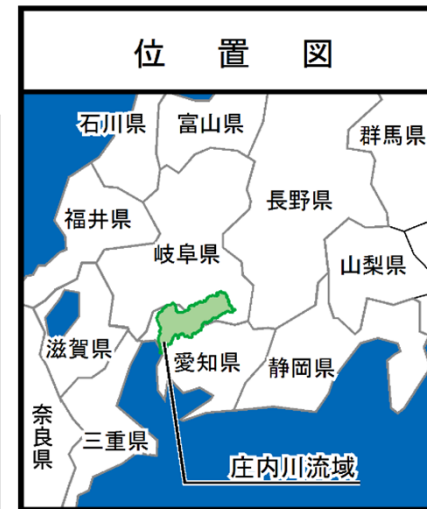 位置図
石川県
富山県
群馬県
長野県
福井県
岐阜県
山梨県
滋賀県
愛知県
静岡県
奈良県
三重県
庄内川流域